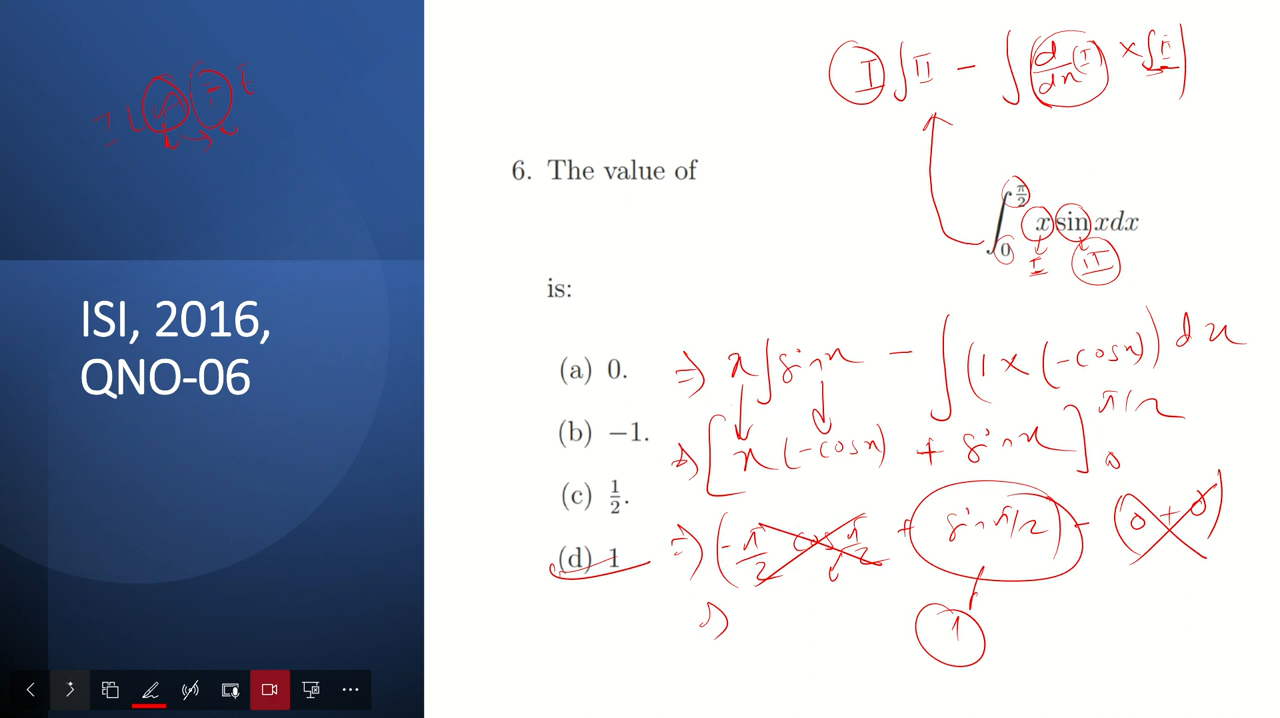 ISI, 2016,
QNO-06
I ∫ II − ∫ (d/dx (I) × ∫ II)
6. The value of
∫₀^{π/2} x sin x dx
I II
is:
(a) 0.
(b) −1.
(c) 1/2.
(d) 1
⇒ x ∫ sin x − ∫ (1 × (−cos x)) dx
⇒ [x (−cos x) + sin x]₀^{π/2}
⇒ (−π/2 cos π/2 + sin π/2) − (0 + 0)
⇒ 1